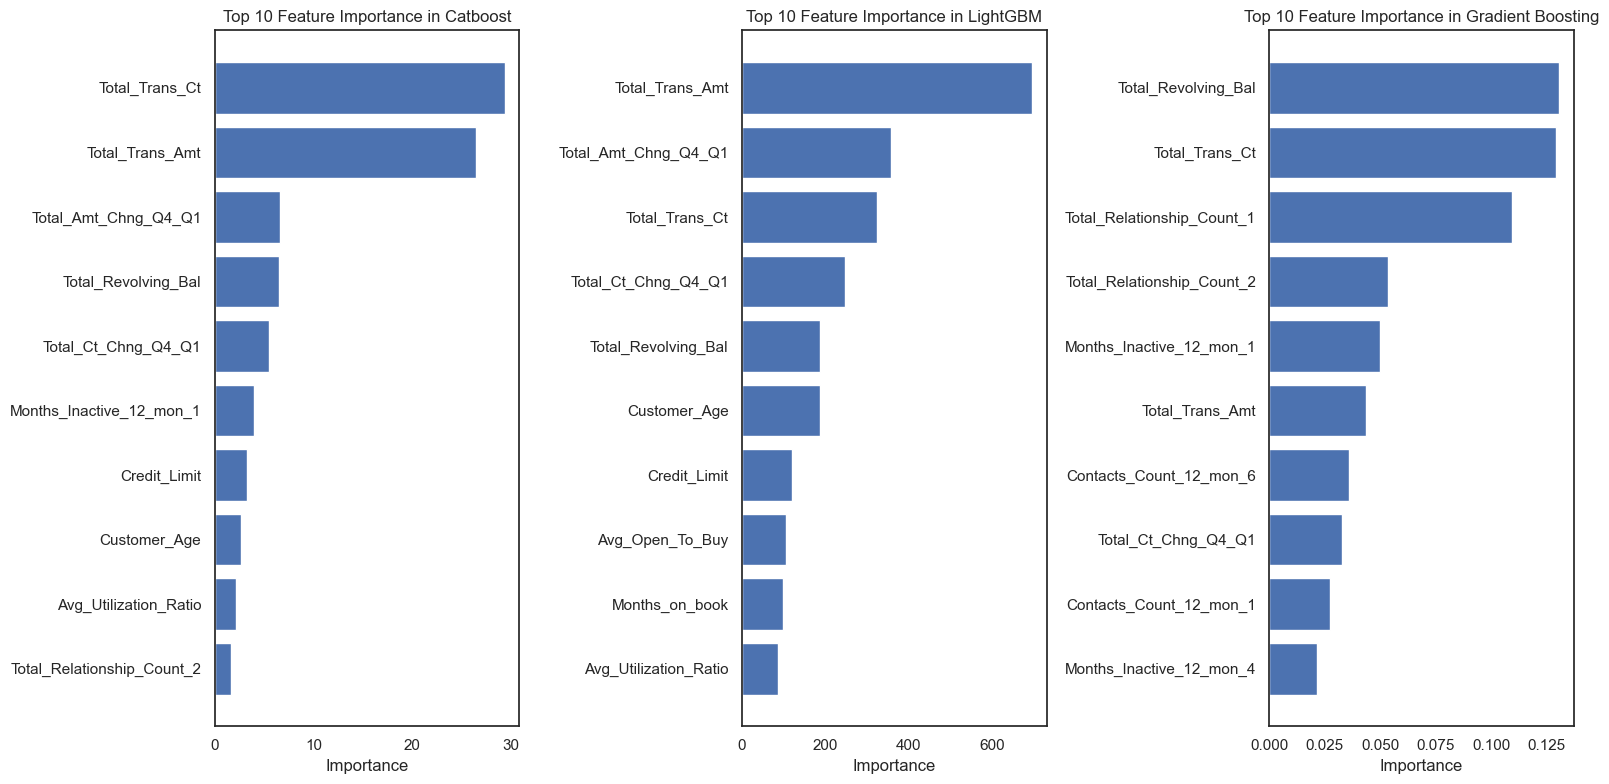 Top 10 Feature Importance in Catboost
Total_Trans_Ct
Total_Trans_Amt
Total_Amt_Chng_Q4_Q1
Total_Revolving_Bal
Total_Ct_Chng_Q4_Q1
Months_Inactive_12_mon_1
Credit_Limit
Customer_Age
Avg_Utilization_Ratio
Total_Relationship_Count_2
0 10 20 30
Importance
Top 10 Feature Importance in LightGBM
Total_Trans_Amt
Total_Amt_Chng_Q4_Q1
Total_Trans_Ct
Total_Ct_Chng_Q4_Q1
Total_Revolving_Bal
Customer_Age
Credit_Limit
Avg_Open_To_Buy
Months_on_book
Avg_Utilization_Ratio
0 200 400 600
Importance
Top 10 Feature Importance in Gradient Boosting
Total_Revolving_Bal
Total_Trans_Ct
Total_Relationship_Count_1
Total_Relationship_Count_2
Months_Inactive_12_mon_1
Total_Trans_Amt
Contacts_Count_12_mon_6
Total_Ct_Chng_Q4_Q1
Contacts_Count_12_mon_1
Months_Inactive_12_mon_4
0.000 0.025 0.050 0.075 0.100 0.125
Importance